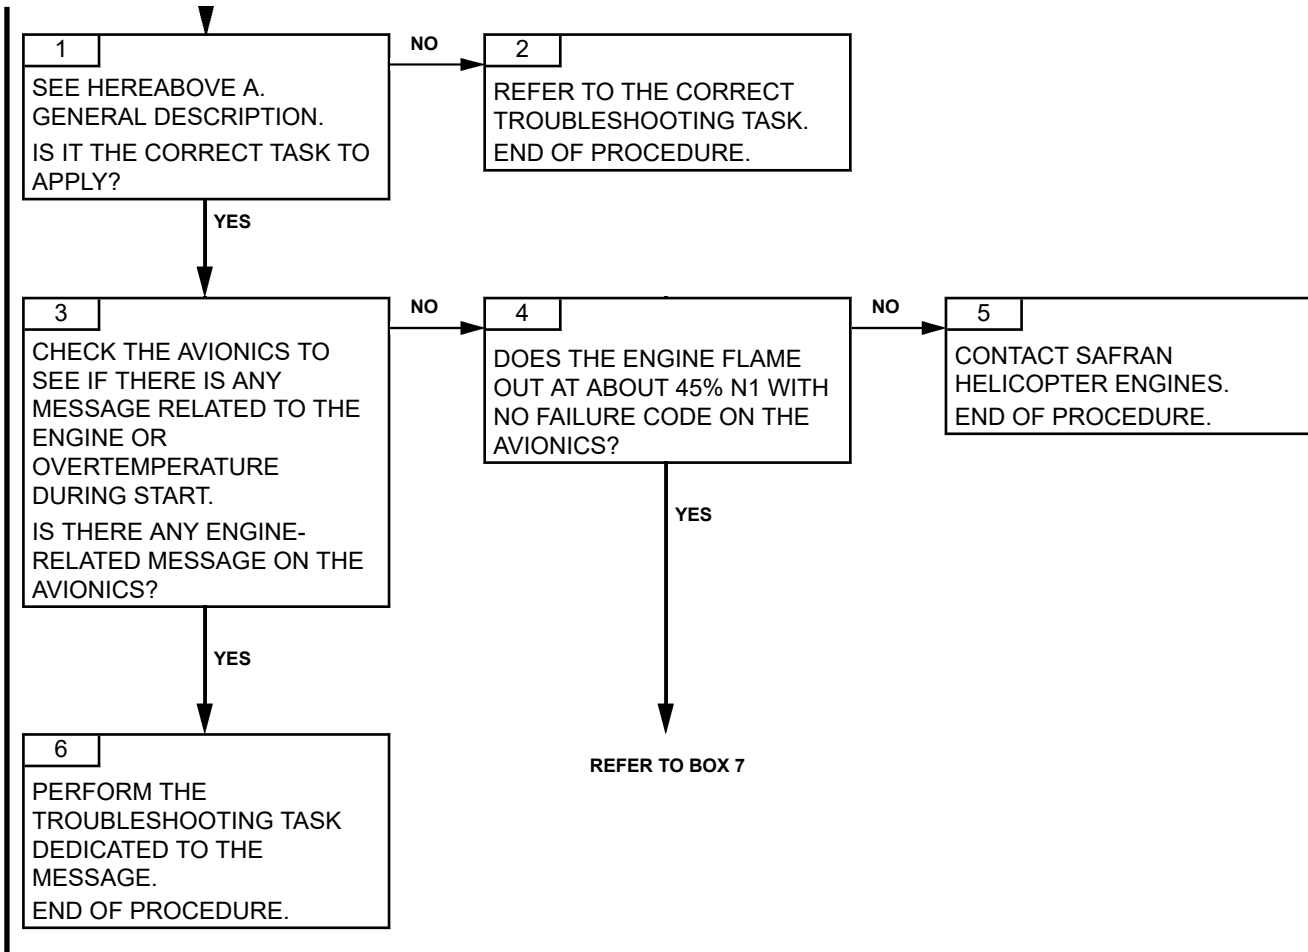 1
SEE HEREABOVE A.
GENERAL DESCRIPTION.
IS IT THE CORRECT TASK TO
APPLY?
NO
2
REFER TO THE CORRECT
TROUBLESHOOTING TASK.
END OF PROCEDURE.
YES
3
CHECK THE AVIONICS TO
SEE IF THERE IS ANY
MESSAGE RELATED TO THE
ENGINE OR
OVERTEMPERATURE
DURING START.
IS THERE ANY ENGINE-
RELATED MESSAGE ON THE
AVIONICS?
NO
4
DOES THE ENGINE FLAME
OUT AT ABOUT 45% N1 WITH
NO FAILURE CODE ON THE
AVIONICS?
NO
5
CONTACT SAFRAN
HELICOPTER ENGINES.
END OF PROCEDURE.
YES
YES
6
PERFORM THE
TROUBLESHOOTING TASK
DEDICATED TO THE
MESSAGE.
END OF PROCEDURE.
REFER TO BOX 7